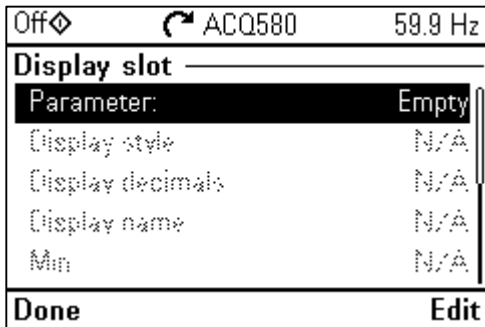 Off ACQ580 59.9 Hz
Display slot
Parameter: Empty
Display style N/A
Display decimals N/A
Display name N/A
Min N/A
Done Edit